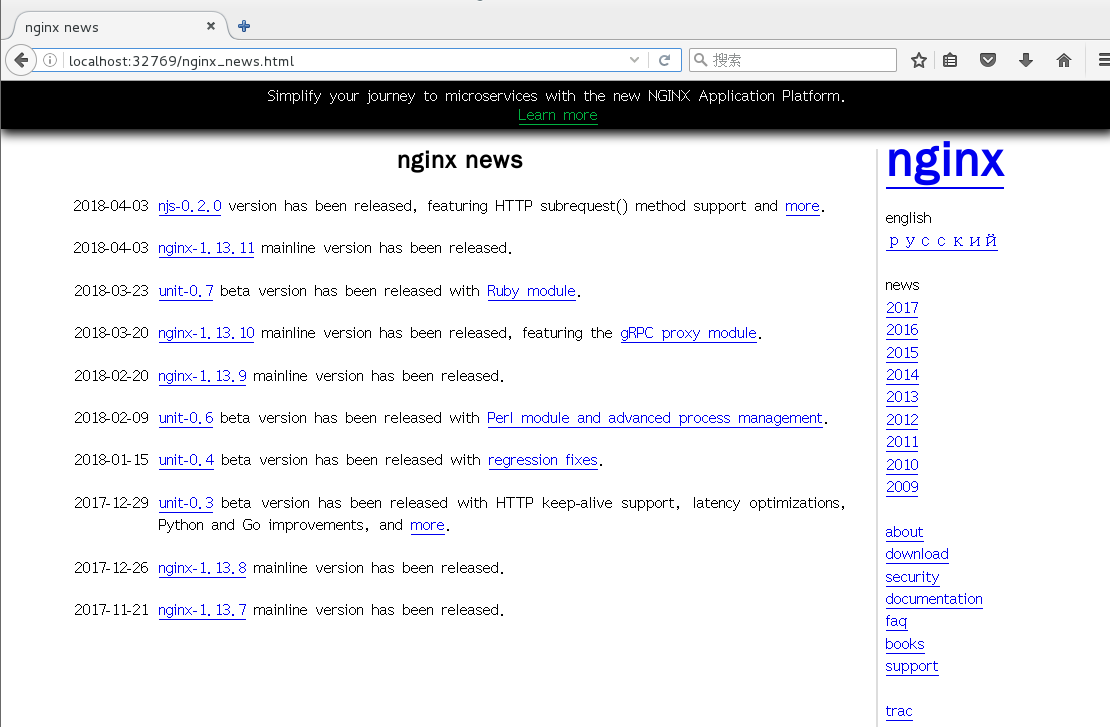 nginx news
localhost:32769/nginx_news.html
搜索
Simplify your journey to microservices with the new NGINX Application Platform.
Learn more
nginx news
2018-04-03 njs-0.2.0 version has been released, featuring HTTP subrequest() method support and more.
2018-04-03 nginx-1.13.11 mainline version has been released.
2018-03-23 unit-0.7 beta version has been released with Ruby module.
2018-03-20 nginx-1.13.10 mainline version has been released, featuring the gRPC proxy module.
2018-02-20 nginx-1.13.9 mainline version has been released.
2018-02-09 unit-0.6 beta version has been released with Perl module and advanced process management.
2018-01-15 unit-0.4 beta version has been released with regression fixes.
2017-12-29 unit-0.3 beta version has been released with HTTP keep-alive support, latency optimizations,
Python and Go improvements, and more.
2017-12-26 nginx-1.13.8 mainline version has been released.
2017-11-21 nginx-1.13.7 mainline version has been released.
nginx
english
русский
news
2017
2016
2015
2014
2013
2012
2011
2010
2009
about
download
security
documentation
faq
books
support
trac